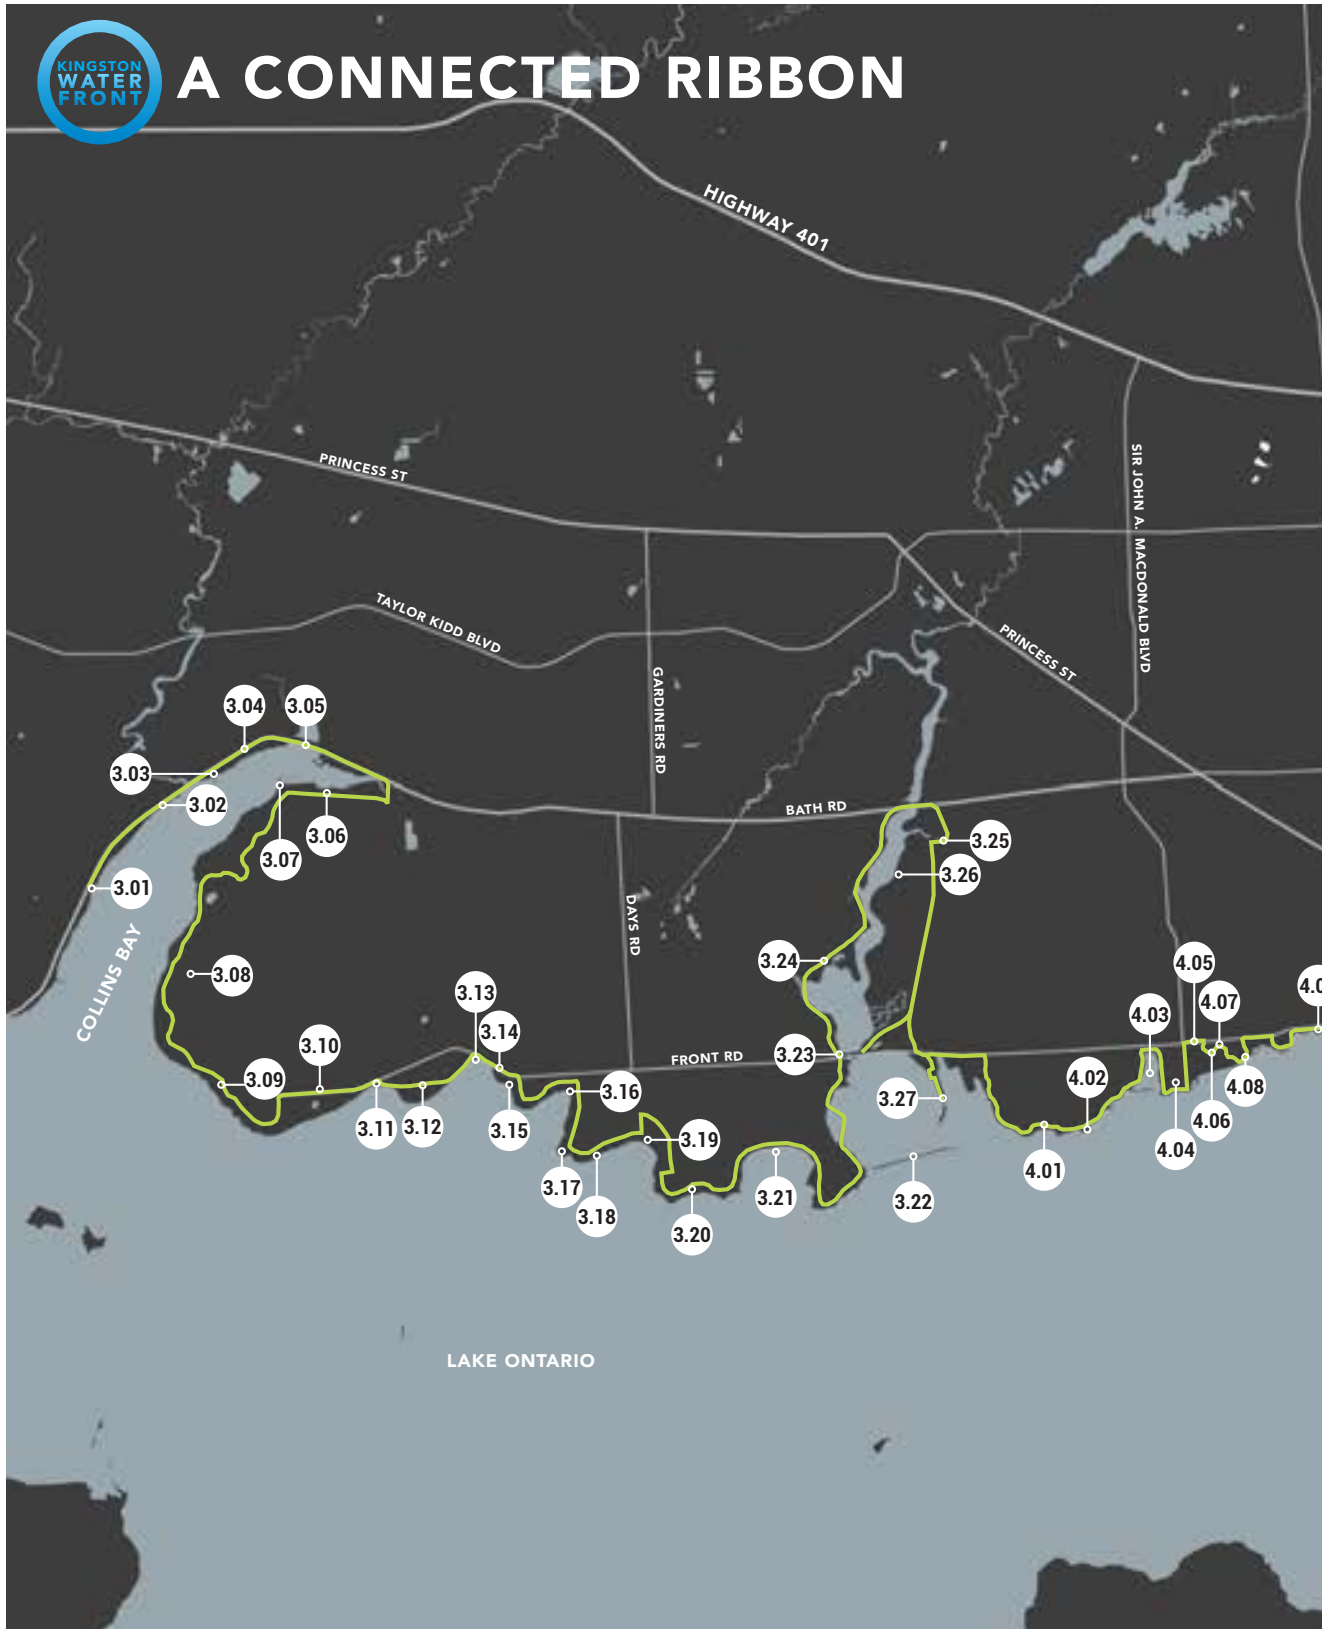 KINGSTON
WATER
FRONT
A CONNECTED RIBBON
HIGHWAY 401
PRINCESS ST
SIR JOHN A. MACDONALD BLVD
TAYLOR KIDD BLVD
PRINCESS ST
GARDINERS RD
3.04
3.05
3.03
3.02
BATH RD
3.06
3.07
3.25
3.26
3.01
DAYS RD
COLLINS BAY
3.08
3.24
4.05
3.13
4.07
4.03
3.14
3.10
FRONT RD
3.23
3.09
3.16
4.02
4.08
3.27
3.11
3.12
3.15
4.06
3.19
4.04
4.01
3.17
3.21
3.22
3.18
3.20
LAKE ONTARIO